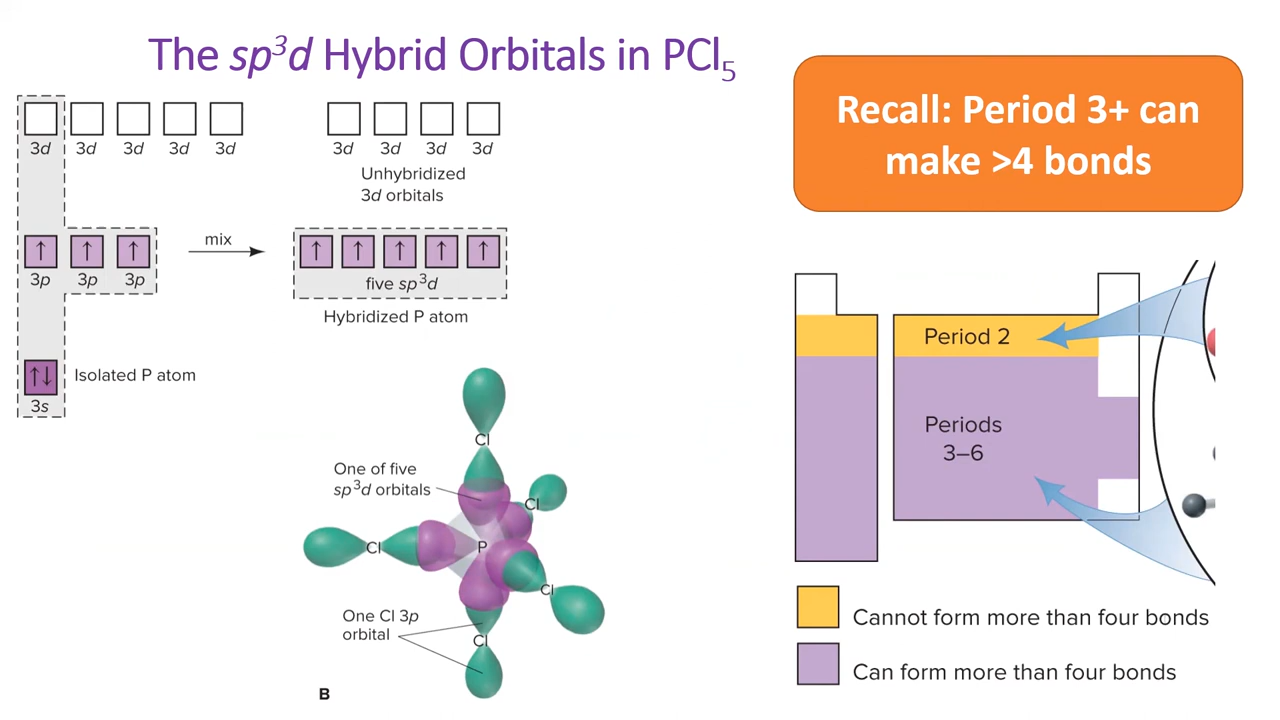 The sp³d Hybrid Orbitals in PCl₅
3d 3d 3d 3d 3d
3d 3d 3d 3d
Unhybridized
3d orbitals
3p 3p 3p
mix
five sp³d
Hybridized P atom
3s
Isolated P atom
One of five
sp³d orbitals
Cl
Cl
Cl
P
Cl
One Cl 3p
orbital
Cl
B
Recall: Period 3+ can
make >4 bonds
Period 2
Periods
3–6
Cannot form more than four bonds
Can form more than four bonds